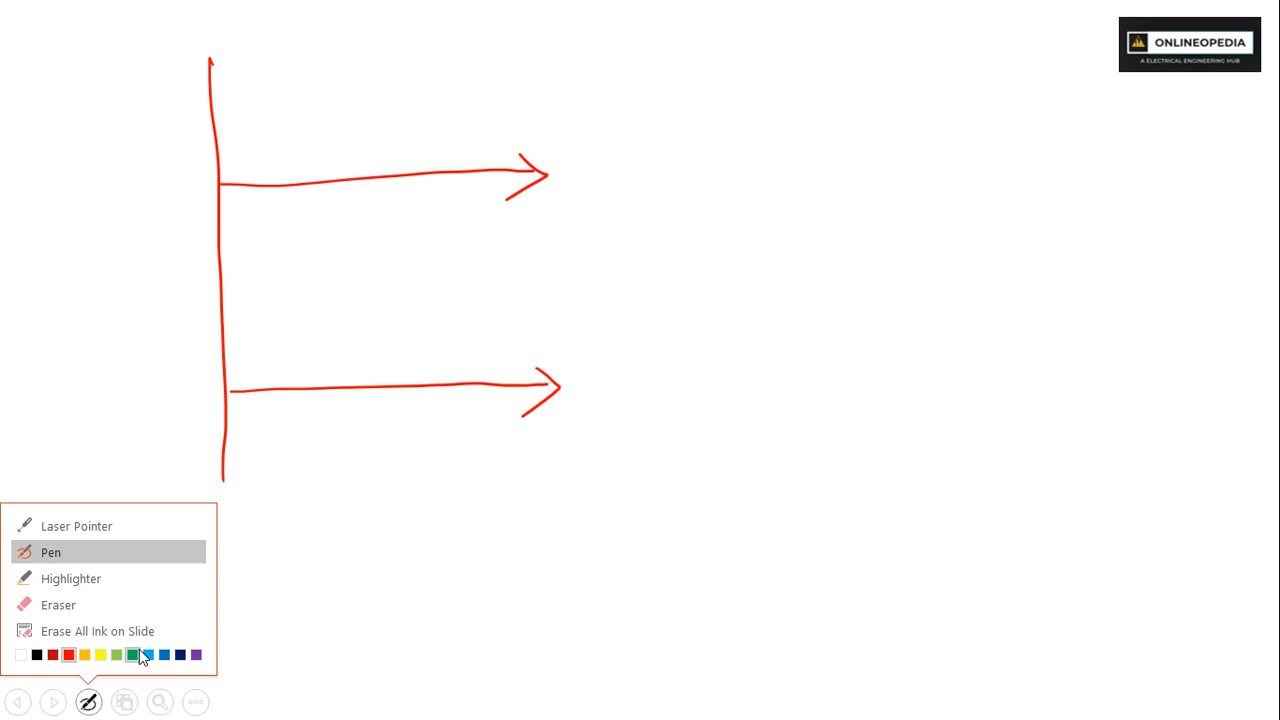 ONLINEOPEDIA
A ELECTRICAL ENGINEERING HUB
Laser Pointer
Pen
Highlighter
Eraser
Erase All Ink on Slide